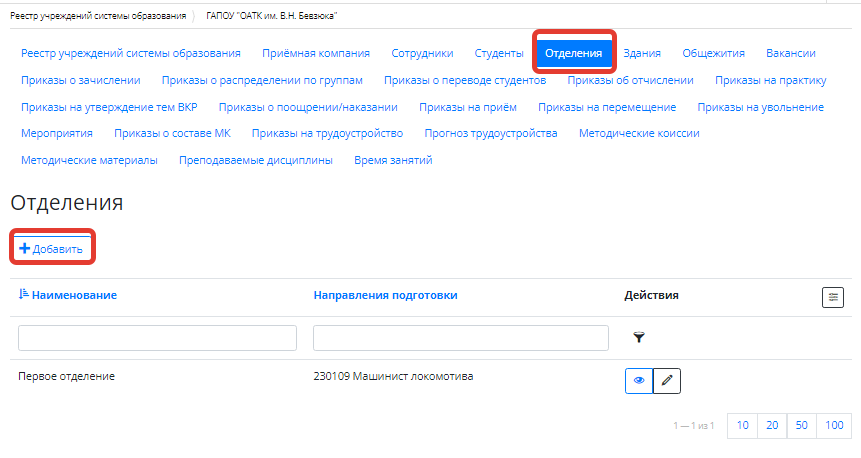 Реестр учреждений системы образования ГАПОУ "ОАТК им. В.Н. Бевзюка"
Реестр учреждений системы образования Приёмная компания Сотрудники Студенты Отделения Здания Общежития Вакансии
Приказы о зачислении Приказы о распределении по группам Приказы о переводе студентов Приказы об отчислении Приказы на практику
Приказы на утверждение тем ВКР Приказы о поощрении/наказании Приказы на приём Приказы на перемещение Приказы на увольнение
Мероприятия Приказы о составе МК Приказы на трудоустройство Прогноз трудоустройства Методические коиссии
Методические материалы Преподаваемые дисциплины Время занятий
Отделения
Добавить
Наименование Направления подготовки Действия
Первое отделение 230109 Машинист локомотива
1 — 1 из 1 10 20 50 100